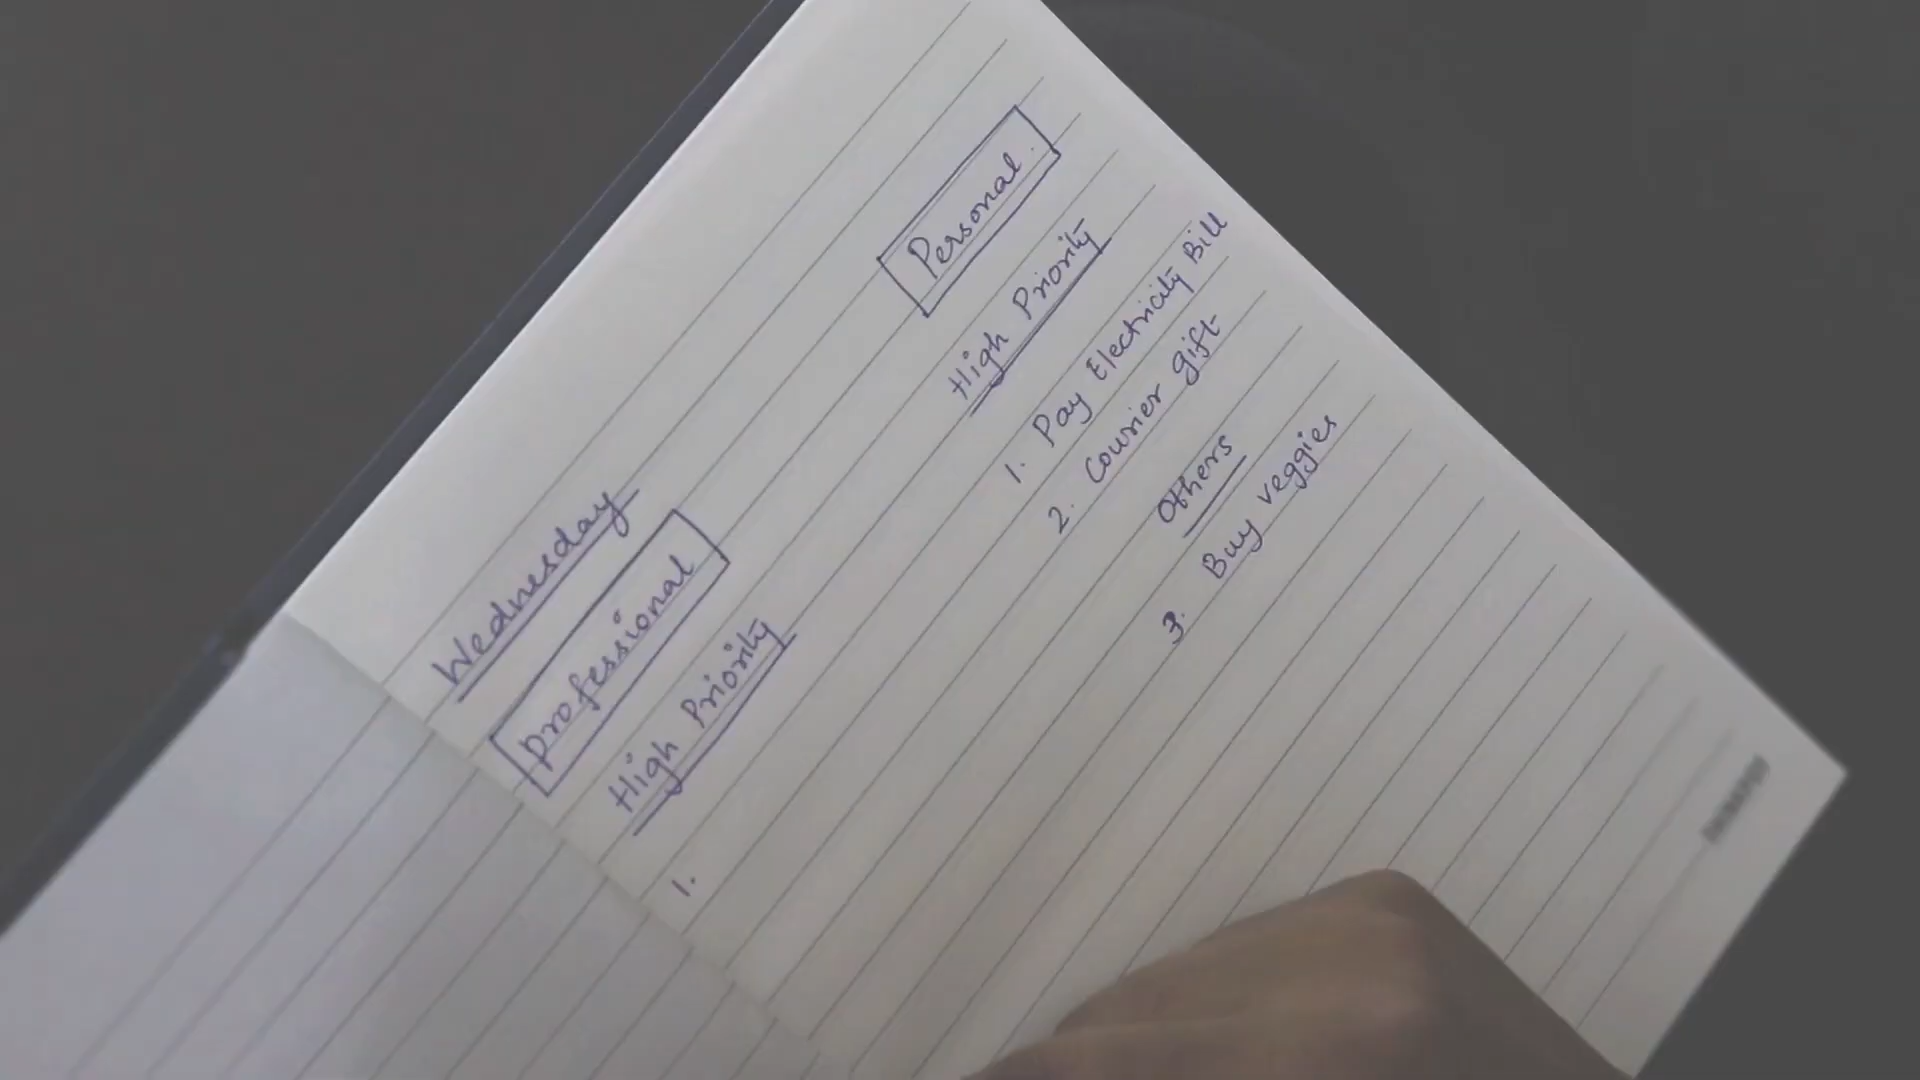 Wednesday
Professional
High Priority
1.
Personal.
High Priority
1. Pay Electricity Bill
2. Courier gift
Others
3. Buy veggies